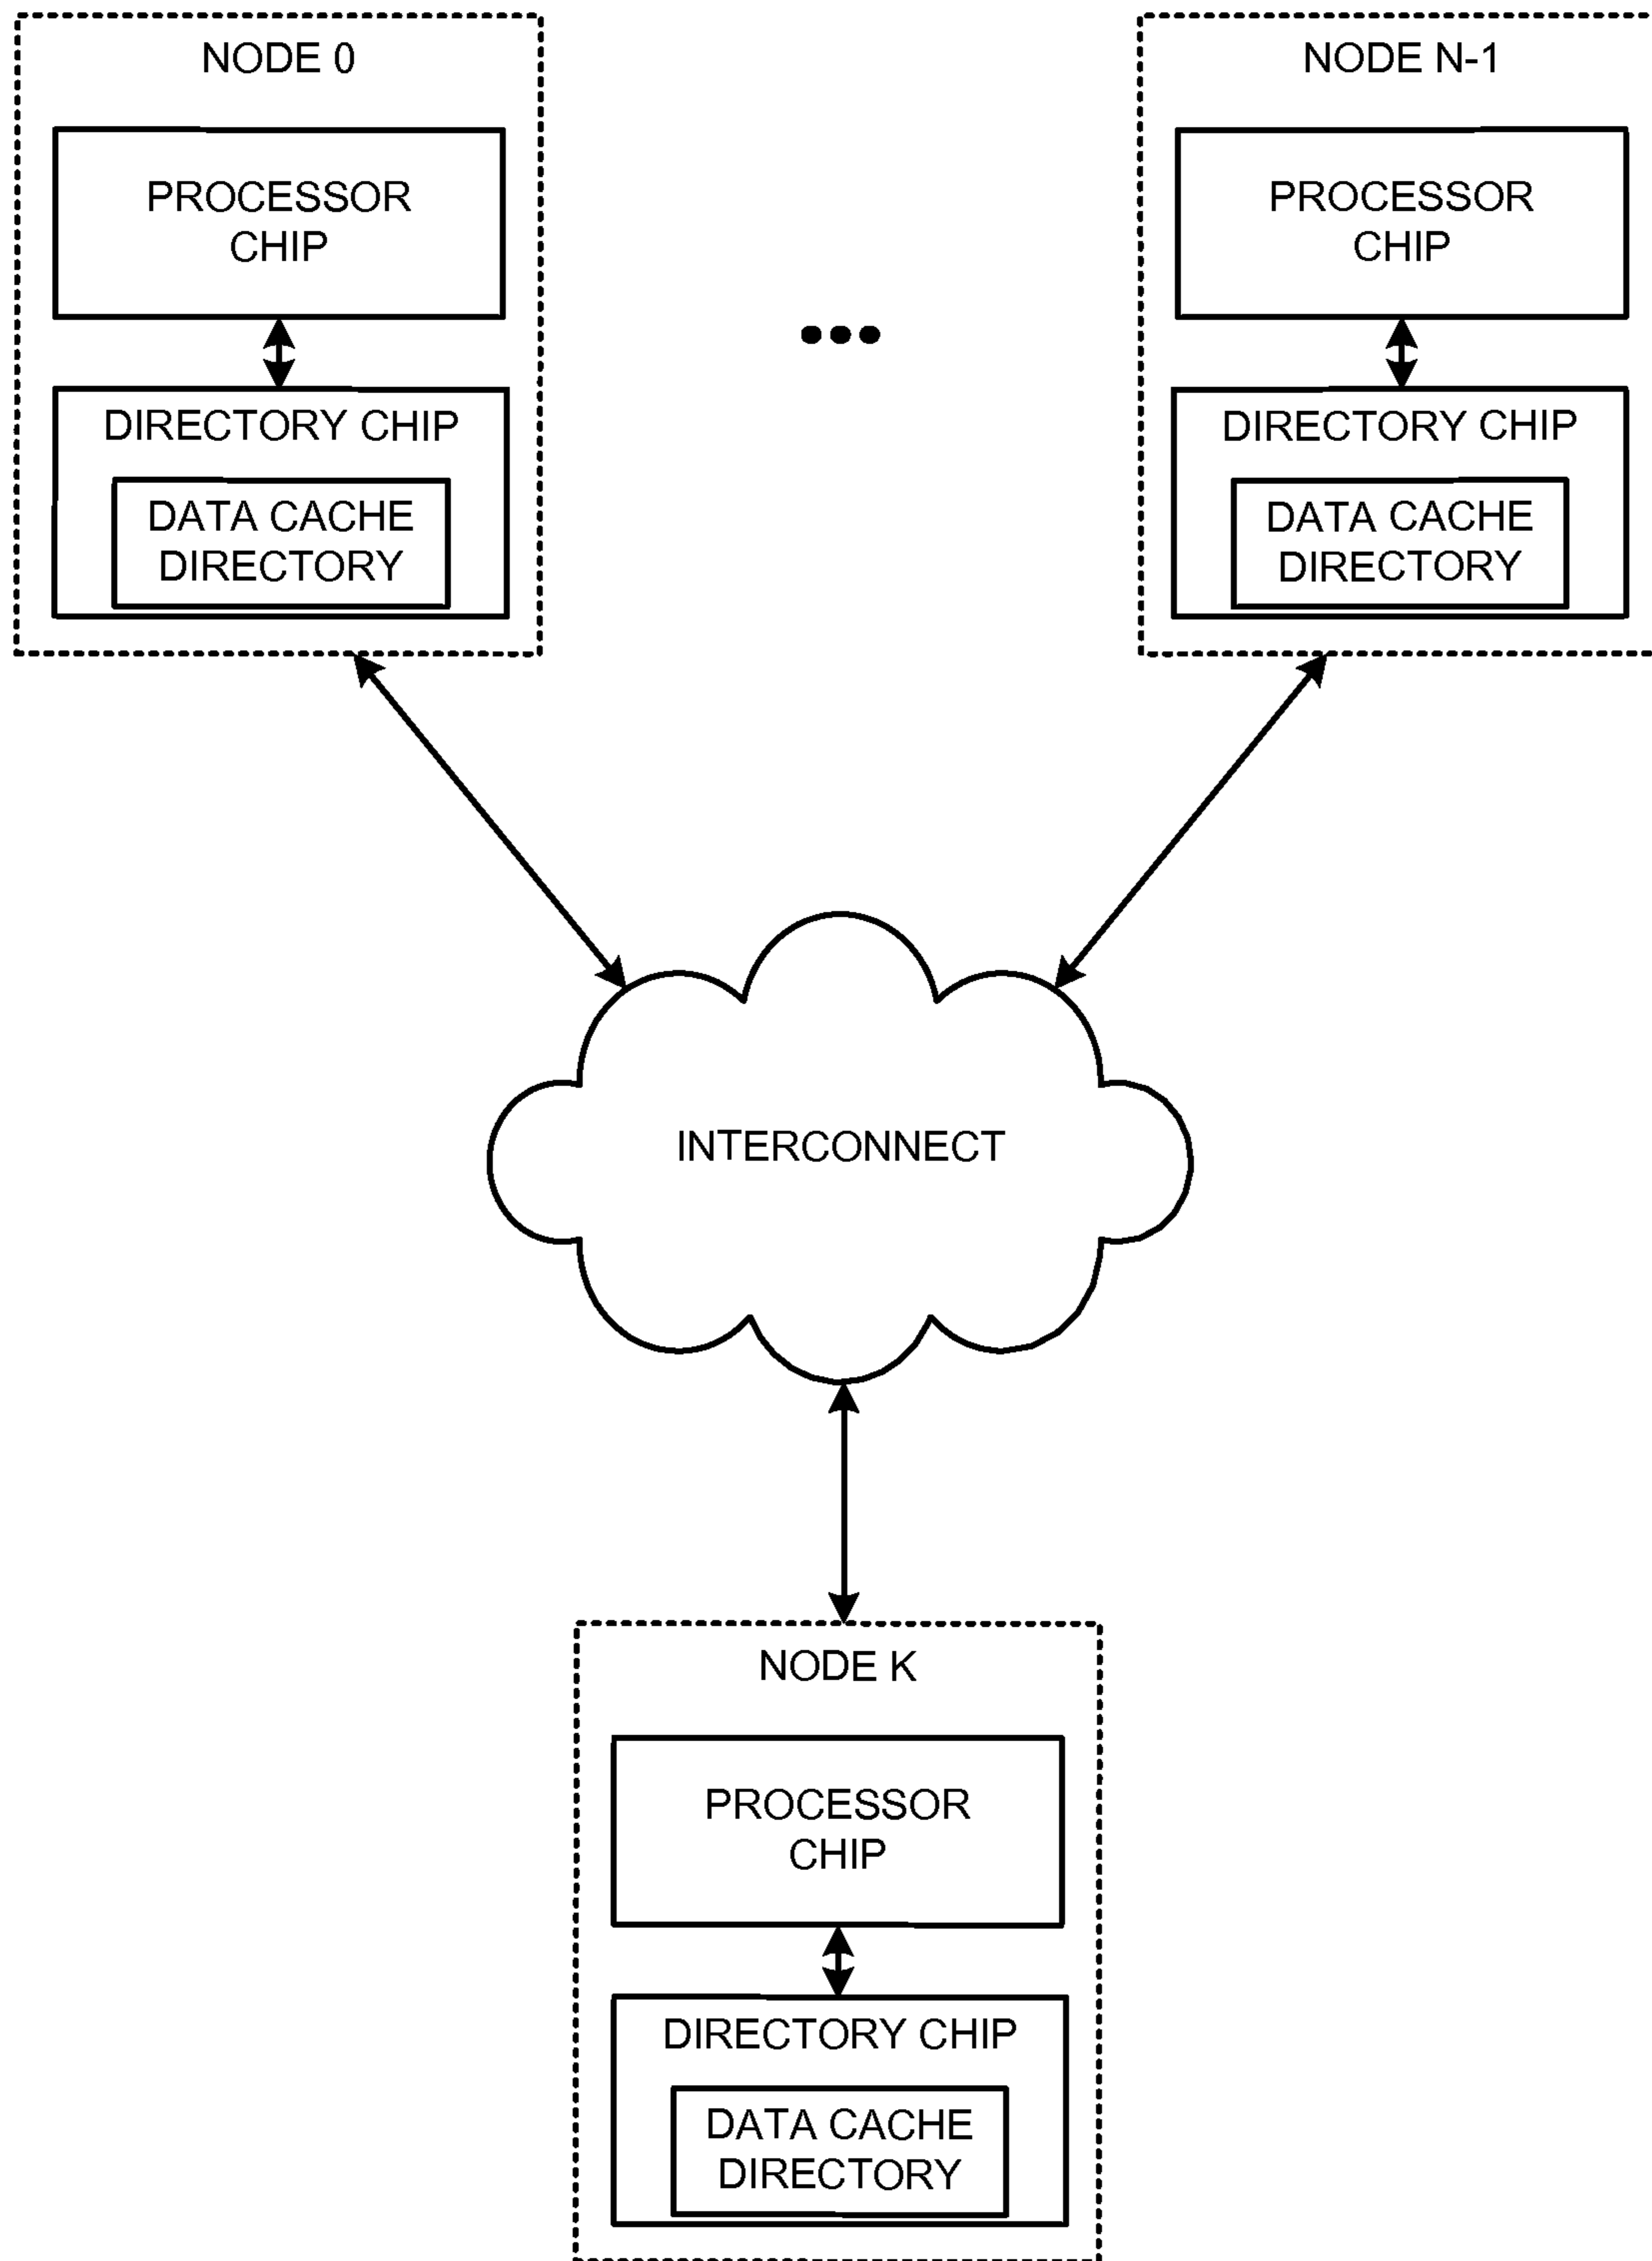 NODE 0
PROCESSOR
CHIP
DIRECTORY CHIP
DATA CACHE
DIRECTORY
NODE N-1
PROCESSOR
CHIP
DIRECTORY CHIP
DATA CACHE
DIRECTORY
INTERCONNECT
NODE K
PROCESSOR
CHIP
DIRECTORY CHIP
DATA CACHE
DIRECTORY